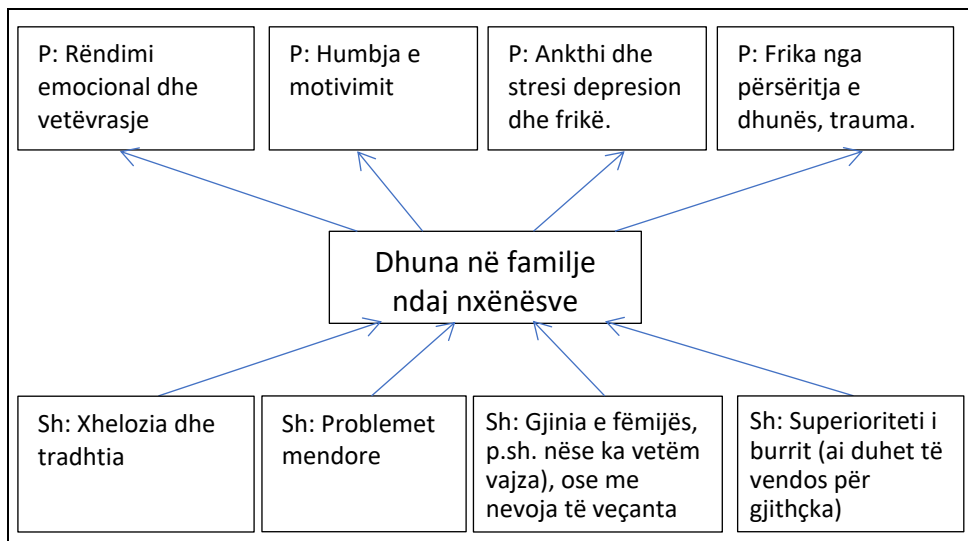 P: Rëndimi
emocional dhe
vetëvrasje
P: Humbja e
motivimit
P: Ankthi dhe
stresi depresion
dhe frikë.
P: Frika nga
përsëritja e
dhunës, trauma.
Dhuna në familje
ndaj nxënësve
Sh: Xhelozia dhe
tradhtia
Sh: Problemet
mendore
Sh: Gjinia e fëmijës,
p.sh. nëse ka vetëm
vajza), ose me
nevoja të veçanta
Sh: Superioriteti i
burrit (ai duhet të
vendos për
gjithçka)